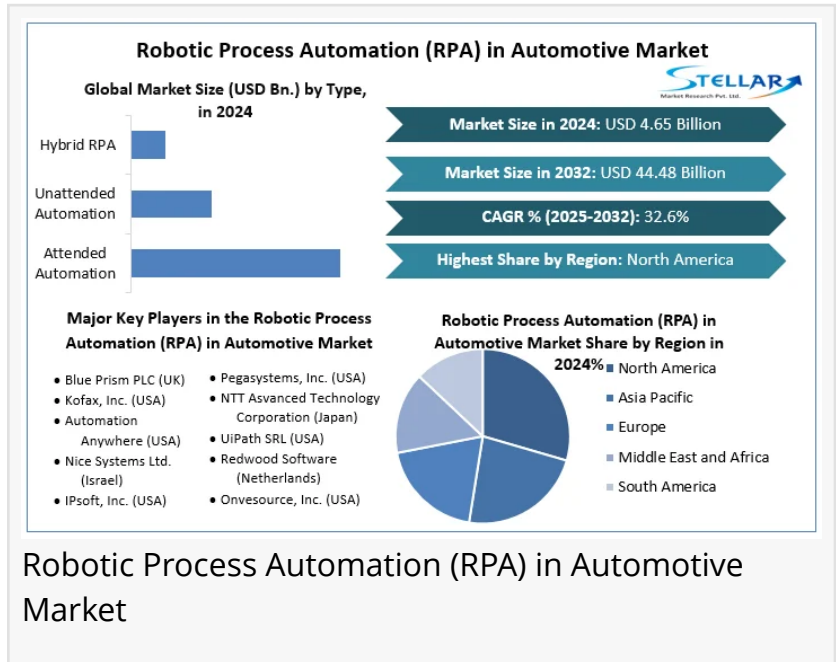 Robotic Process Automation (RPA) in Automotive Market
STELLAR
Market Research Pvt. Ltd.
Global Market Size (USD Bn.) by Type,
in 2024
Hybrid RPA
Unattended
Automation
Attended
Automation
Market Size in 2024: USD 4.65 Billion
Market Size in 2032: USD 44.48 Billion
CAGR % (2025-2032): 32.6%
Highest Share by Region: North America
Major Key Players in the Robotic Process
Automation (RPA) in Automotive Market
• Blue Prism PLC (UK)
• Kofax, Inc. (USA)
• Automation
Anywhere (USA)
• Nice Systems Ltd.
(Israel)
• IPsoft, Inc. (USA)
• Pegasystems, Inc. (USA)
• NTT Advanced Technology
Corporation (Japan)
• UiPath SRL (USA)
• Redwood Software
(Netherlands)
• Onvesource, Inc. (USA)
Robotic Process Automation (RPA) in
Automotive Market Share by Region in
2024%
North America
Asia Pacific
Europe
Middle East and Africa
South America
Robotic Process Automation (RPA) in Automotive
Market